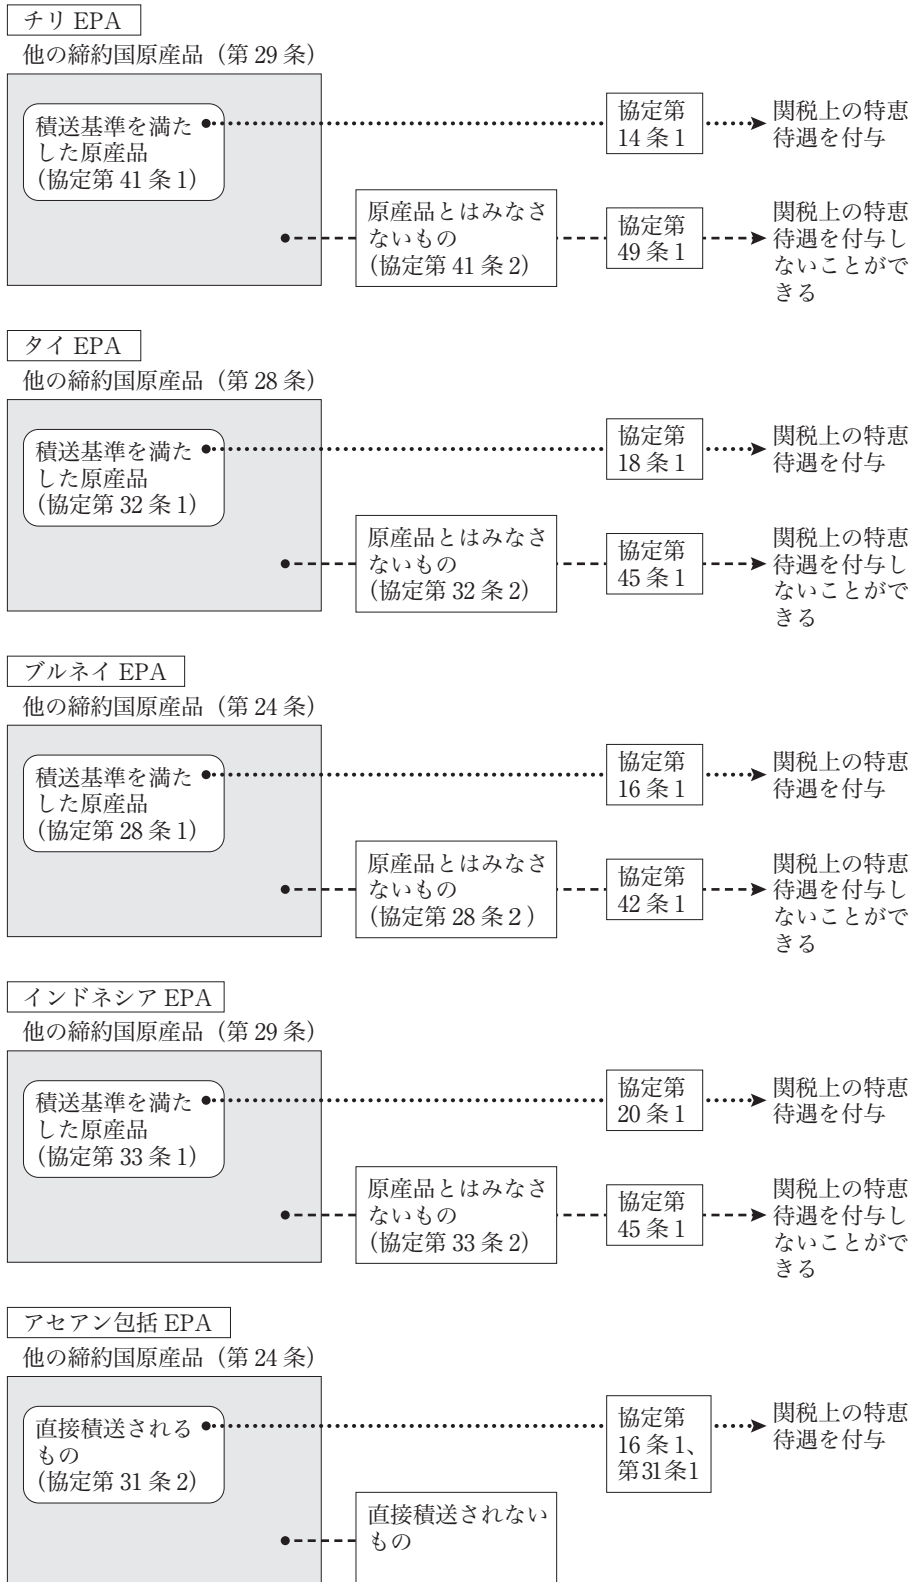 チリ EPA
他の締約国原産品（第 29 条）
積送基準を満た
した原産品
（協定第 41 条 1）
協定第
14 条 1
関税上の特恵
待遇を付与
原産品とはみなさ
ないもの
（協定第 41 条 2）
協定第
49 条 1
関税上の特恵
待遇を付与し
ないことがで
きる
タイ EPA
他の締約国原産品（第 28 条）
積送基準を満た
した原産品
（協定第 32 条 1）
協定第
18 条 1
関税上の特恵
待遇を付与
原産品とはみなさ
ないもの
（協定第 32 条 2）
協定第
45 条 1
関税上の特恵
待遇を付与し
ないことがで
きる
ブルネイ EPA
他の締約国原産品（第 24 条）
積送基準を満た
した原産品
（協定第 28 条 1）
協定第
16 条 1
関税上の特恵
待遇を付与
原産品とはみなさ
ないもの
（協定第 28 条 2 ）
協定第
42 条 1
関税上の特恵
待遇を付与し
ないことがで
きる
インドネシア EPA
他の締約国原産品（第 29 条）
積送基準を満た
した原産品
（協定第 33 条 1）
協定第
20 条 1
関税上の特恵
待遇を付与
原産品とはみなさ
ないもの
（協定第 33 条 2）
協定第
45 条 1
関税上の特恵
待遇を付与し
ないことがで
きる
アセアン包括 EPA
他の締約国原産品（第 24 条）
直接積送される
もの
（協定第 31 条 2）
協定第
16 条 1、
第31条1
関税上の特恵
待遇を付与
直接積送されない
もの